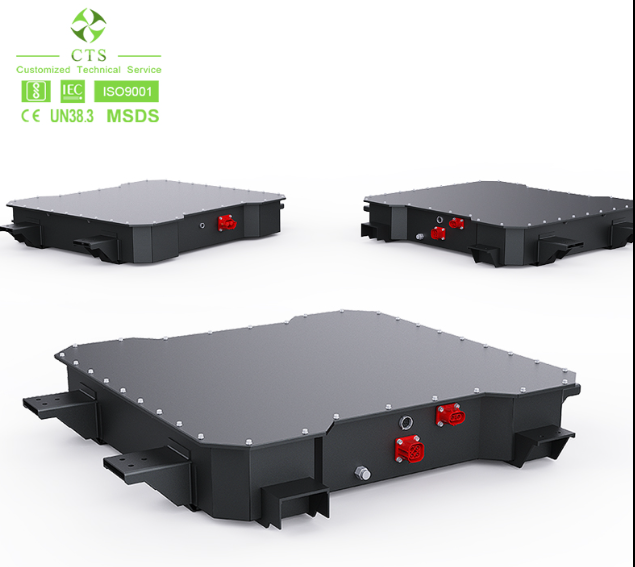 CTS
Customized Technical Service
IEC ISO9001
CE UN38.3 MSDS